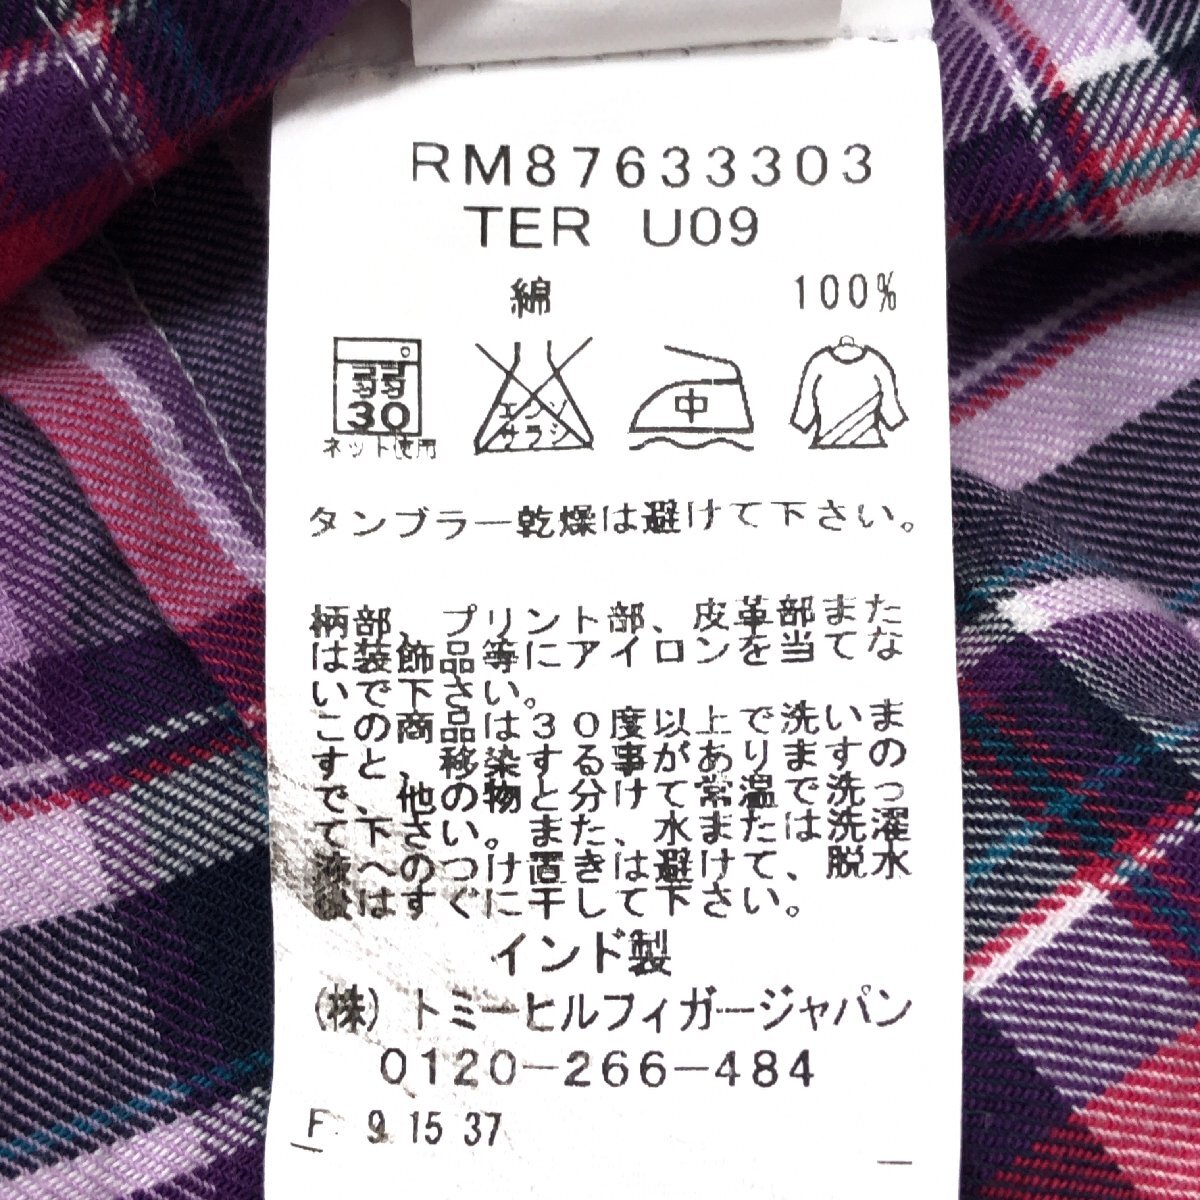 RM87633303
TER U09
綿 100%
弱 30 エンソサラシ 中
ネット使用
タンブラー乾燥は避けて下さい。
柄部、プリント部、皮革部また
は装飾品等にアイロンを当てな
いで下さい。
この商品は30度以上で洗いま
すと、移染する事がありますの
で、他の物と分けて常温で洗っ
て下さい。また、水または洗濯
液へのつけ置きは避けて、脱水
後はすぐに干して下さい。
インド製
(株)トミーヒルフィガージャパン
0120-266-484
F 9 15 37